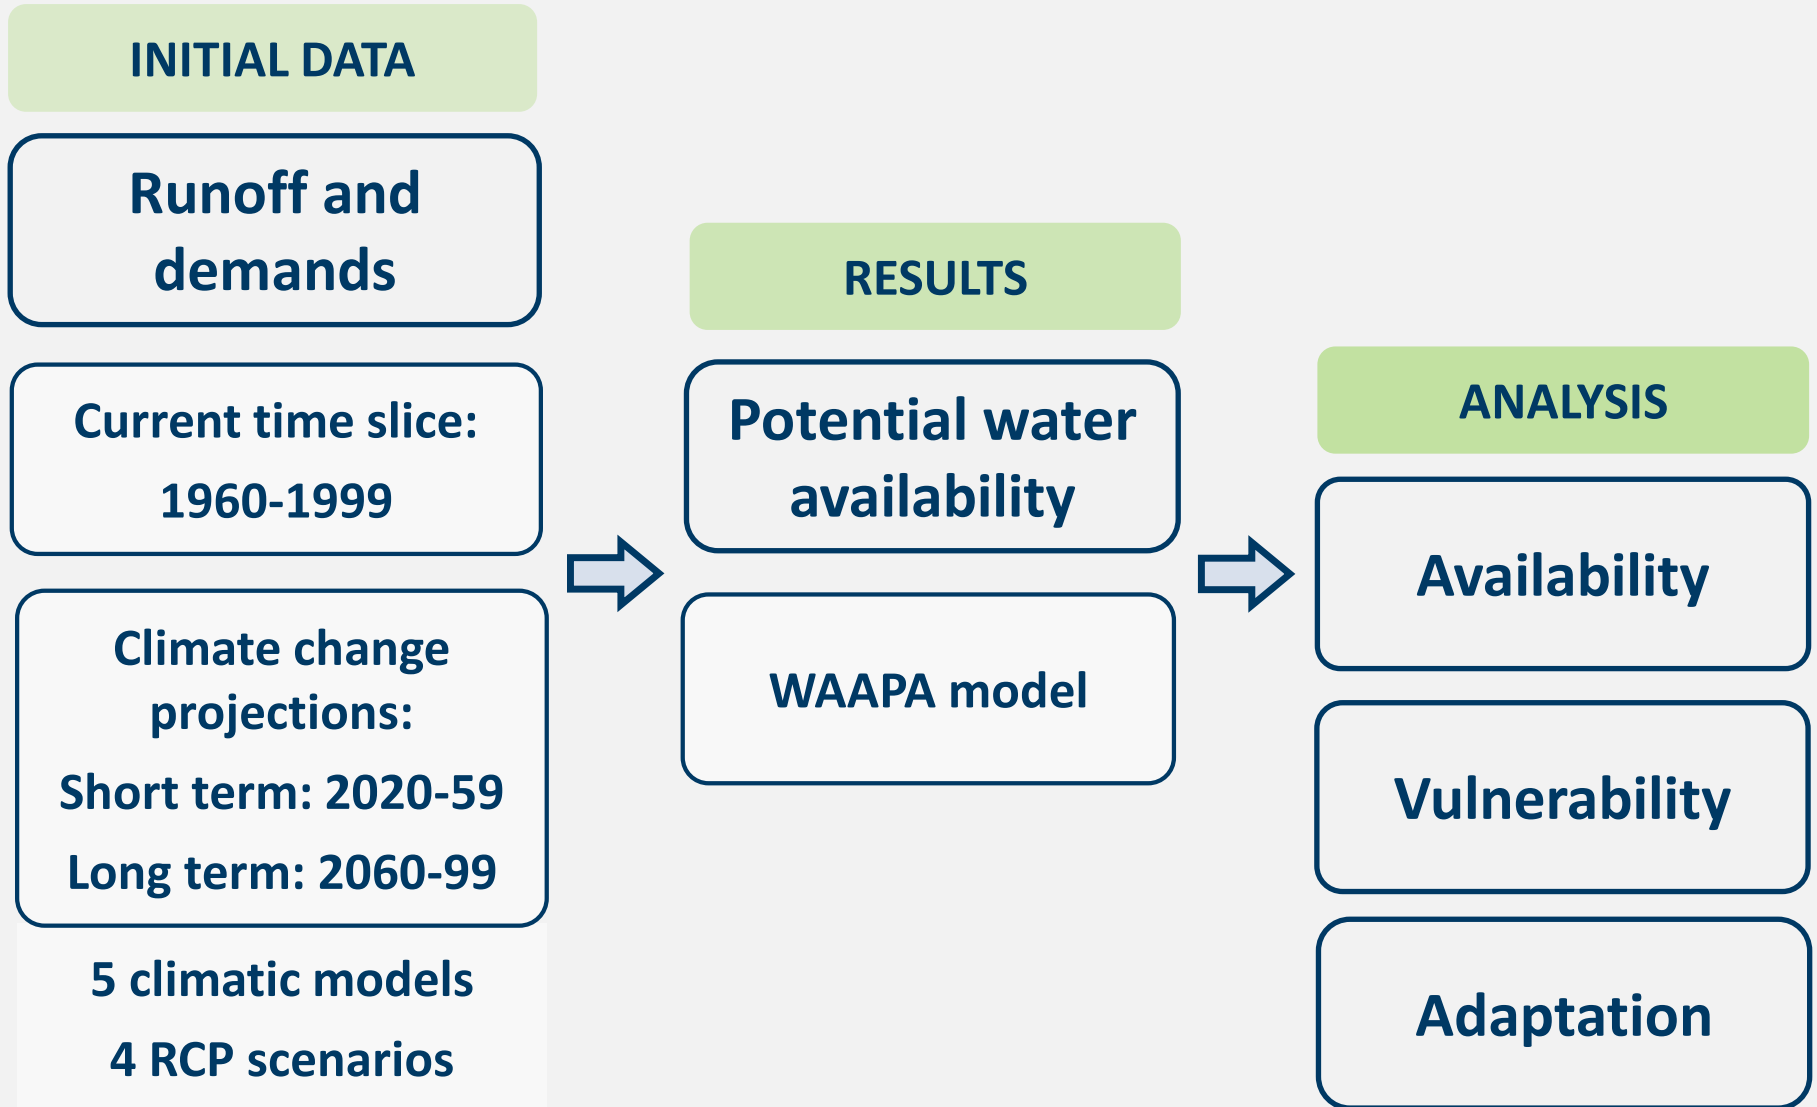 INITIAL DATA
Runoff and
demands
Current time slice:
1960-1999
Climate change
projections:
Short term: 2020-59
Long term: 2060-99
5 climatic models
4 RCP scenarios
RESULTS
Potential water
availability
WAAPA model
ANALYSIS
Availability
Vulnerability
Adaptation